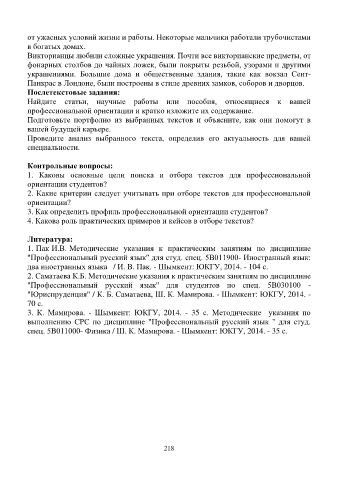 от ужасных условий жизни и работы. Некоторые мальчики работали трубочистами
в богатых домах.
Викторианцы любили сложные украшения. Почти все викторианские предметы, от
фонарных столбов до чайных ложек, были покрыты резьбой, узорами и другими
украшениями. Большие дома и общественные здания, такие как вокзал Сент-
Панкрас в Лондоне, были построены в стиле древних замков, соборов и дворцов.
Послетекстовые задания:
Найдите статьи, научные работы или пособия, относящиеся к вашей
профессиональной ориентации и кратко изложите их содержание.
Подготовьте портфолио из выбранных текстов и объясните, как они помогут в
вашей будущей карьере.
Проведите анализ выбранного текста, определив его актуальность для вашей
специальности.
Контрольные вопросы:
1. Каковы основные цели поиска и отбора текстов для профессиональной
ориентации студентов?
2. Какие критерии следует учитывать при отборе текстов для профессиональной
ориентации?
3. Как определить профиль профессиональной ориентации студентов?
4. Какова роль практических примеров и кейсов в отборе текстов?
Литература:
1. Пак И.В. Методические указания к практическим занятиям по дисциплине
"Профессиональный русский язык" для студ. спец. 5В011900- Иностранный язык:
два иностранных языка / И. В. Пак. - Шымкент: ЮКГУ, 2014. - 104 с.
2. Саматаева К.Б. Методические указания к практическим занятиям по дисциплине
"Профессиональный русский язык" для студентов по спец. 5В030100 -
"Юриспруденция" / К. Б. Саматаева, Ш. К. Мамирова. - Шымкент: ЮКГУ, 2014. -
70 с.
3. К. Мамирова. - Шымкент: ЮКГУ, 2014. - 35 с. Методические указания по
выполнению СРС по дисциплине "Профессиональный русский язык " для студ.
спец. 5В011000- Физика / Ш. К. Мамирова. - Шымкент: ЮКГУ, 2014. - 35 с.
218